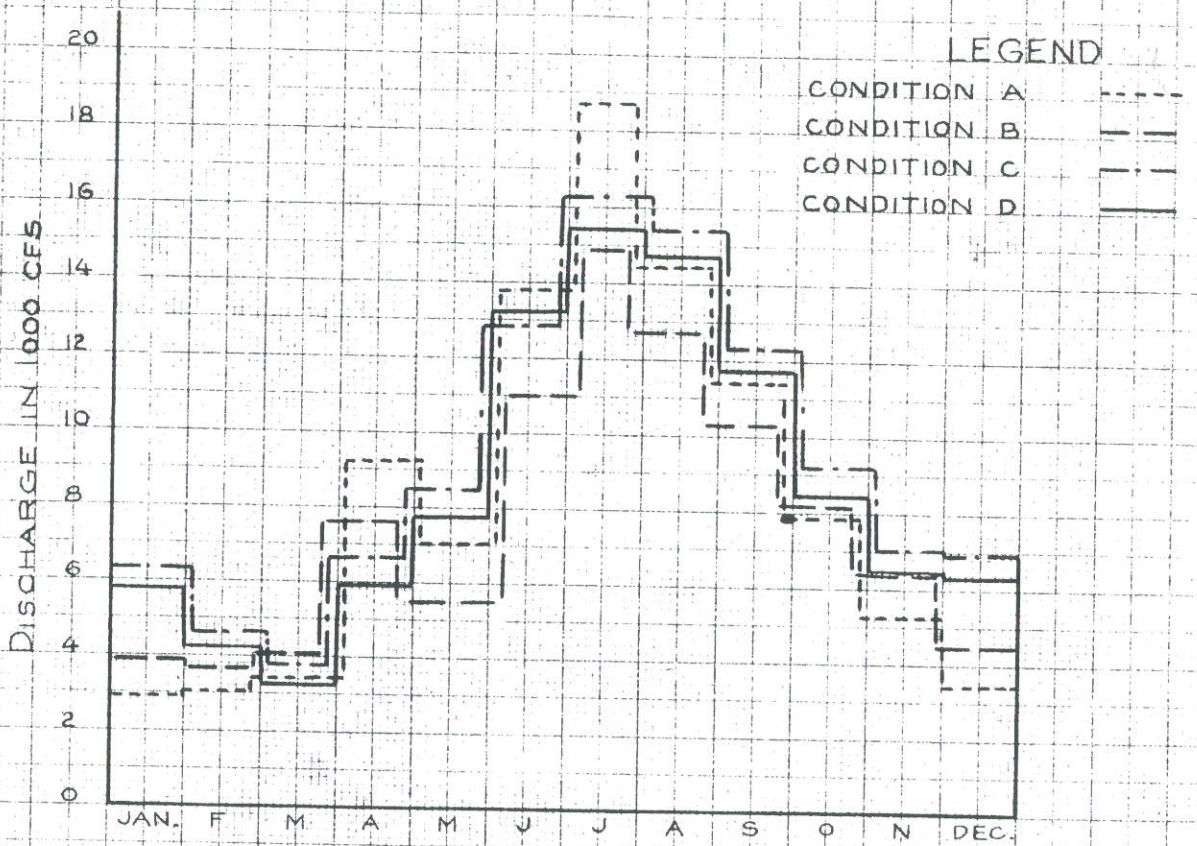 LEGEND
CONDITION A
CONDITION B
CONDITION C
CONDITION D
DISCHARGE IN 1000 CFS
20
18
16
14
12
10
8
6
4
2
0
JAN. F M A M J J A S O N DEC.